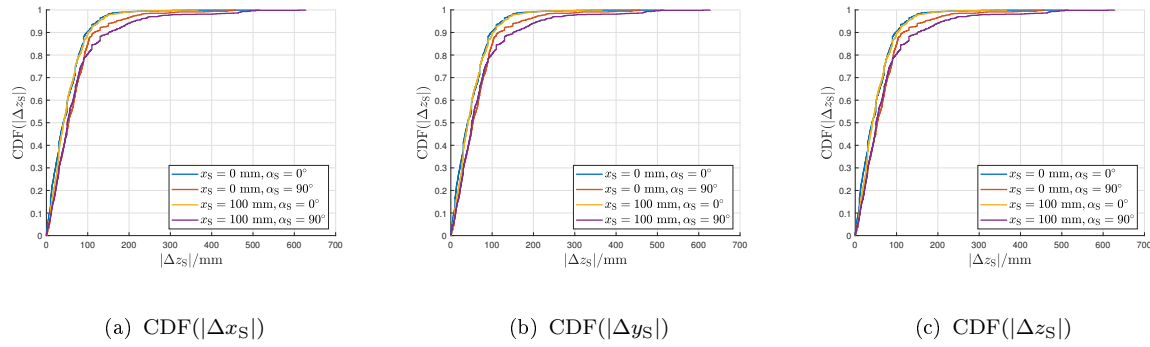 1
0.9
0.8
0.7
0.6
0.5
0.4
0.3
0.2
0.1
0
CDF(|Δz_S|)
x_S = 0 mm, α_S = 0°
x_S = 0 mm, α_S = 90°
x_S = 100 mm, α_S = 0°
x_S = 100 mm, α_S = 90°
0 100 200 300 400 500 600 700
|Δz_S|/mm
(a) CDF(|Δx_S|)
1
0.9
0.8
0.7
0.6
0.5
0.4
0.3
0.2
0.1
0
CDF(|Δz_S|)
x_S = 0 mm, α_S = 0°
x_S = 0 mm, α_S = 90°
x_S = 100 mm, α_S = 0°
x_S = 100 mm, α_S = 90°
0 100 200 300 400 500 600 700
|Δz_S|/mm
(b) CDF(|Δy_S|)
1
0.9
0.8
0.7
0.6
0.5
0.4
0.3
0.2
0.1
0
CDF(|Δz_S|)
x_S = 0 mm, α_S = 0°
x_S = 0 mm, α_S = 90°
x_S = 100 mm, α_S = 0°
x_S = 100 mm, α_S = 90°
0 100 200 300 400 500 600 700
|Δz_S|/mm
(c) CDF(|Δz_S|)